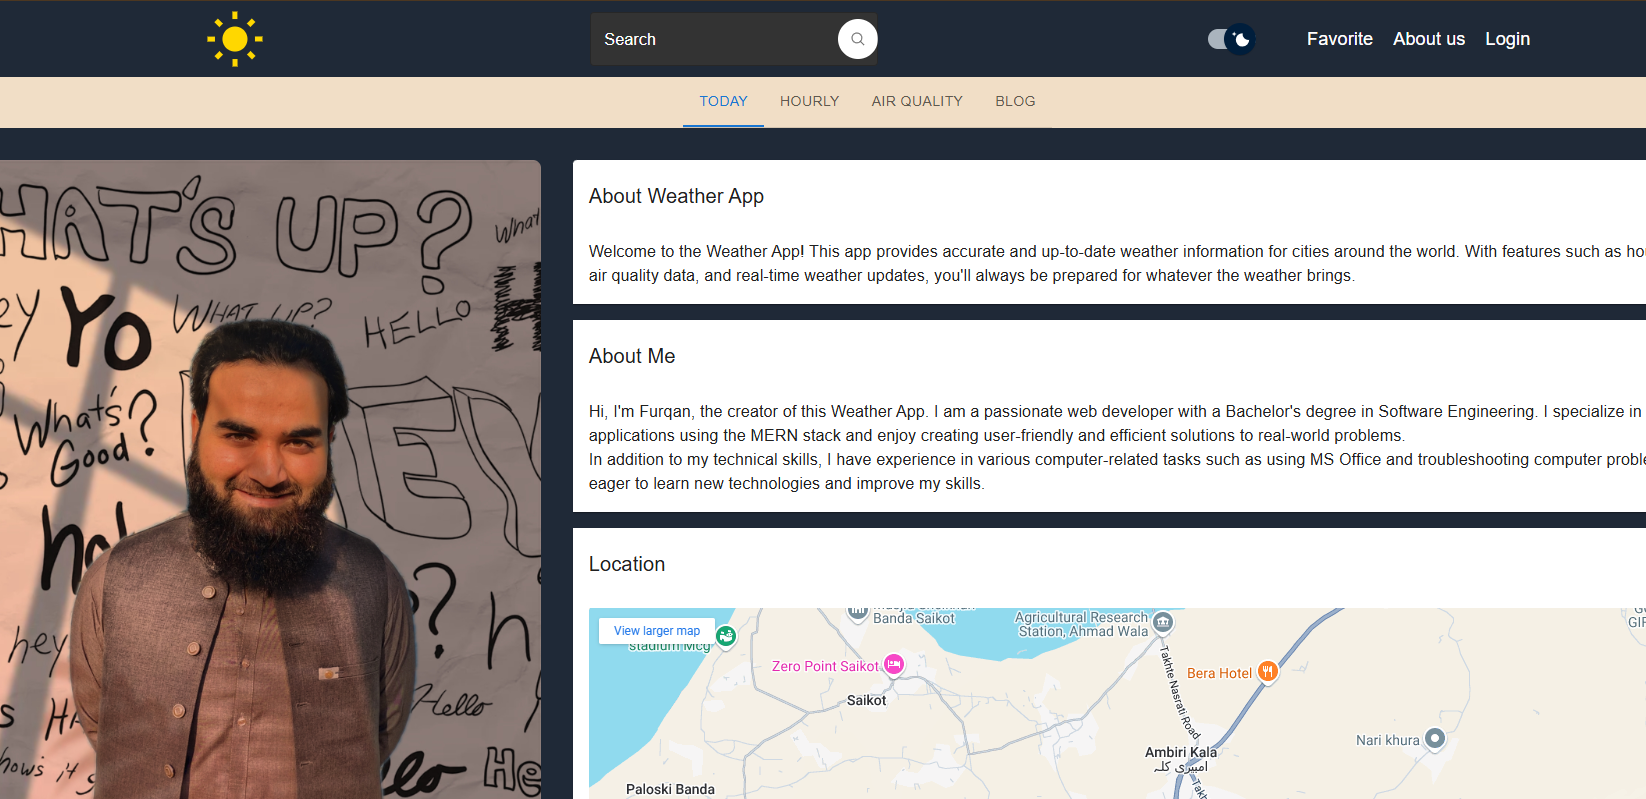 Search
Favorite
About us
Login
TODAY
HOURLY
AIR QUALITY
BLOG
HAT'S UP?
What
Yo
WHAT UP?
HELLO
What's
Good?
hey
Hello
hows it g
About Weather App
Welcome to the Weather App! This app provides accurate and up-to-date weather information for cities around the world. With features such as ho
air quality data, and real-time weather updates, you'll always be prepared for whatever the weather brings.
About Me
Hi, I'm Furqan, the creator of this Weather App. I am a passionate web developer with a Bachelor's degree in Software Engineering. I specialize in
applications using the MERN stack and enjoy creating user-friendly and efficient solutions to real-world problems.
In addition to my technical skills, I have experience in various computer-related tasks such as using MS Office and troubleshooting computer proble
eager to learn new technologies and improve my skills.
Location
View larger map
stadium Mcg
Banda Saikot
Agricultural Research
Station, Ahmad Wala
Zero Point Saikot
Saikot
Bera Hotel
Takhte Nasrati Road
Nari khura
Ambiri Kala
امبیری کلہ
Paloski Banda